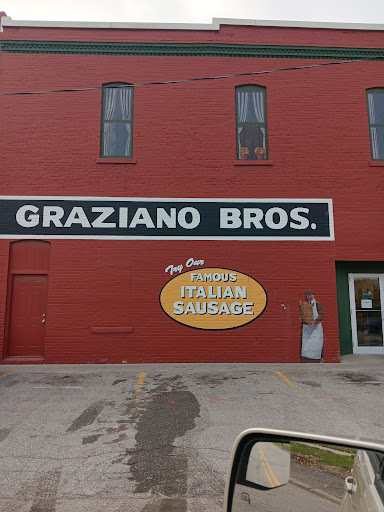 GRAZIANO BROS.
Try Our
FAMOUS
ITALIAN
SAUSAGE